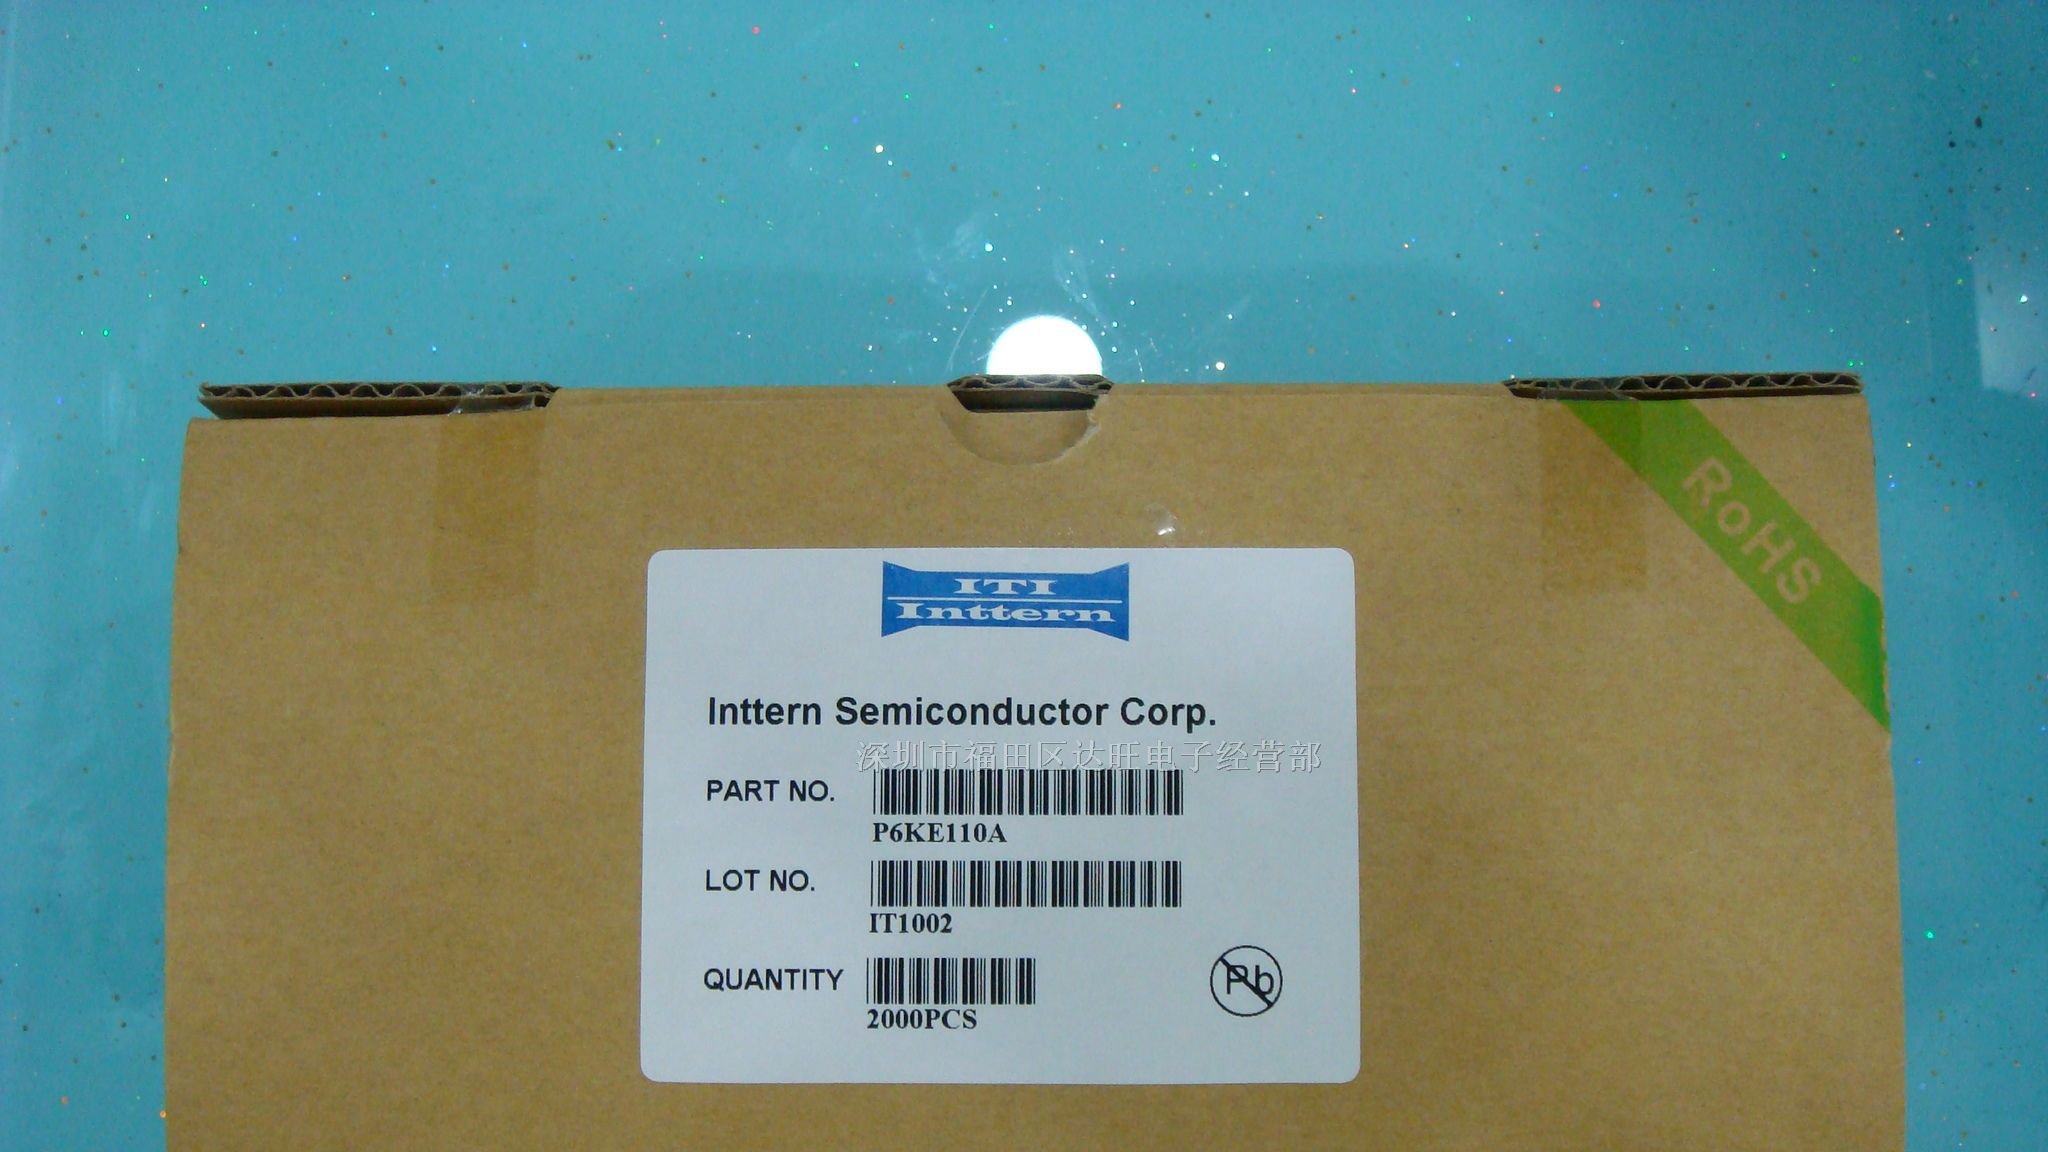 RoHS
ITI
Inttern
Inttern Semiconductor Corp.
深圳市福田区达旺电子经营部
PART NO.
P6KE110A
LOT NO.
IT1002
QUANTITY
2000PCS
Pb